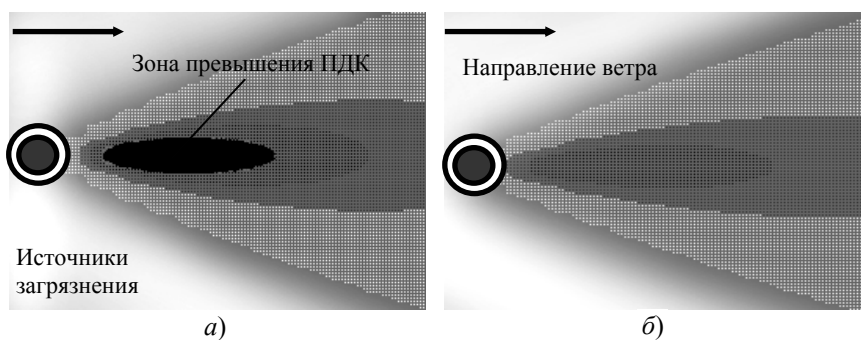 Зона превышения ПДК
Направление ветра
Источники
загрязнения
а)
б)